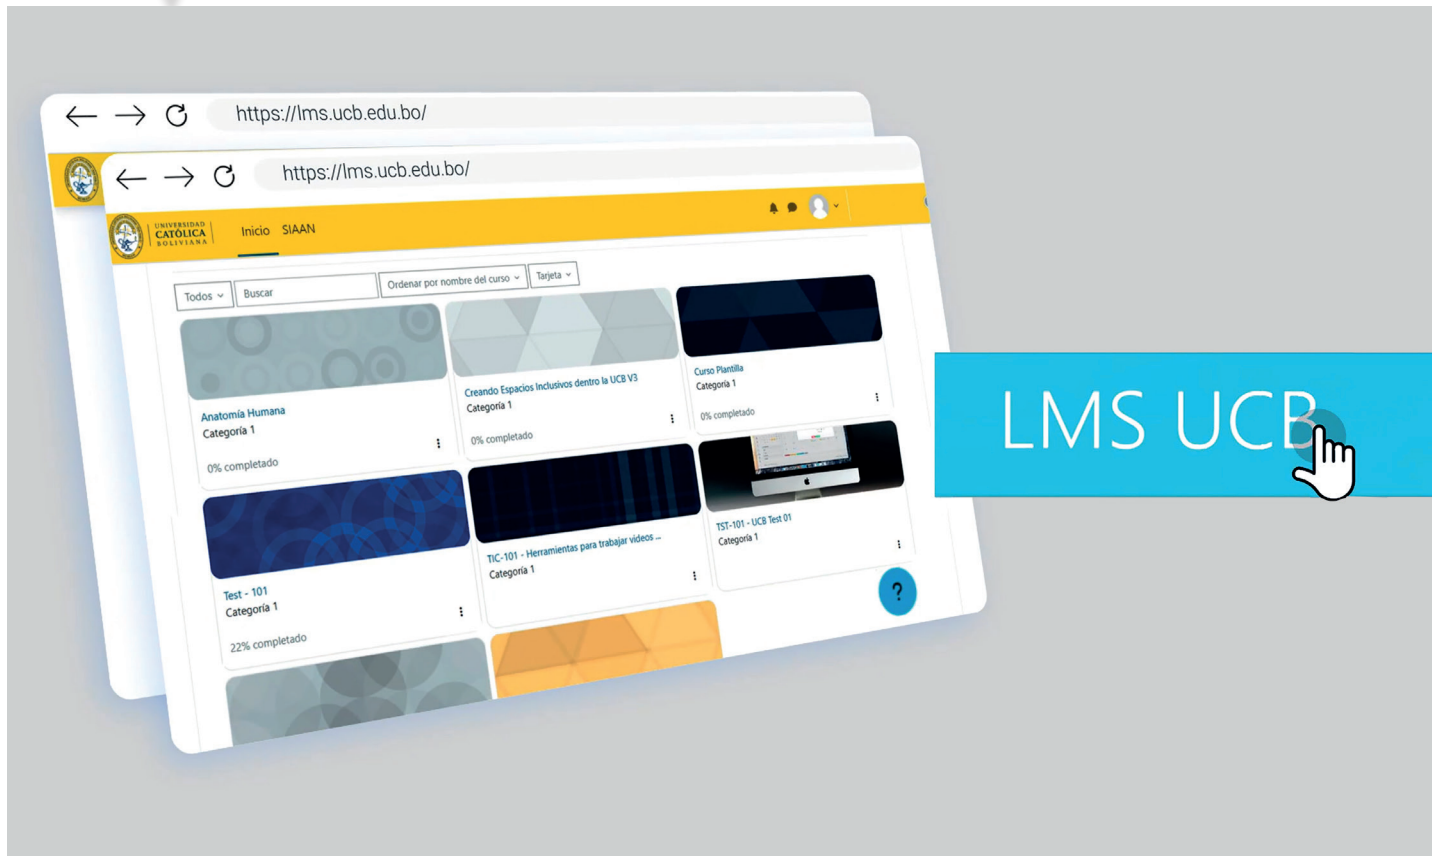 https://lms.ucb.edu.bo/
https://lms.ucb.edu.bo/
UNIVERSIDAD
CATÓLICA
BOLIVIANA
Inicio SIAAN
Todos Buscar Ordenar por nombre del curso Tarjeta
Anatomía Humana
Categoría 1
0% completado
Creando Espacios Inclusivos dentro la UCB V3
Categoría 1
0% completado
Curso Plantilla
Categoría 1
0% completado
Test - 101
Categoría 1
22% completado
TIC-101 - Herramientas para trabajar videos ...
Categoría 1
TST-101 - UCB Test 01
Categoría 1
?
LMS UCB